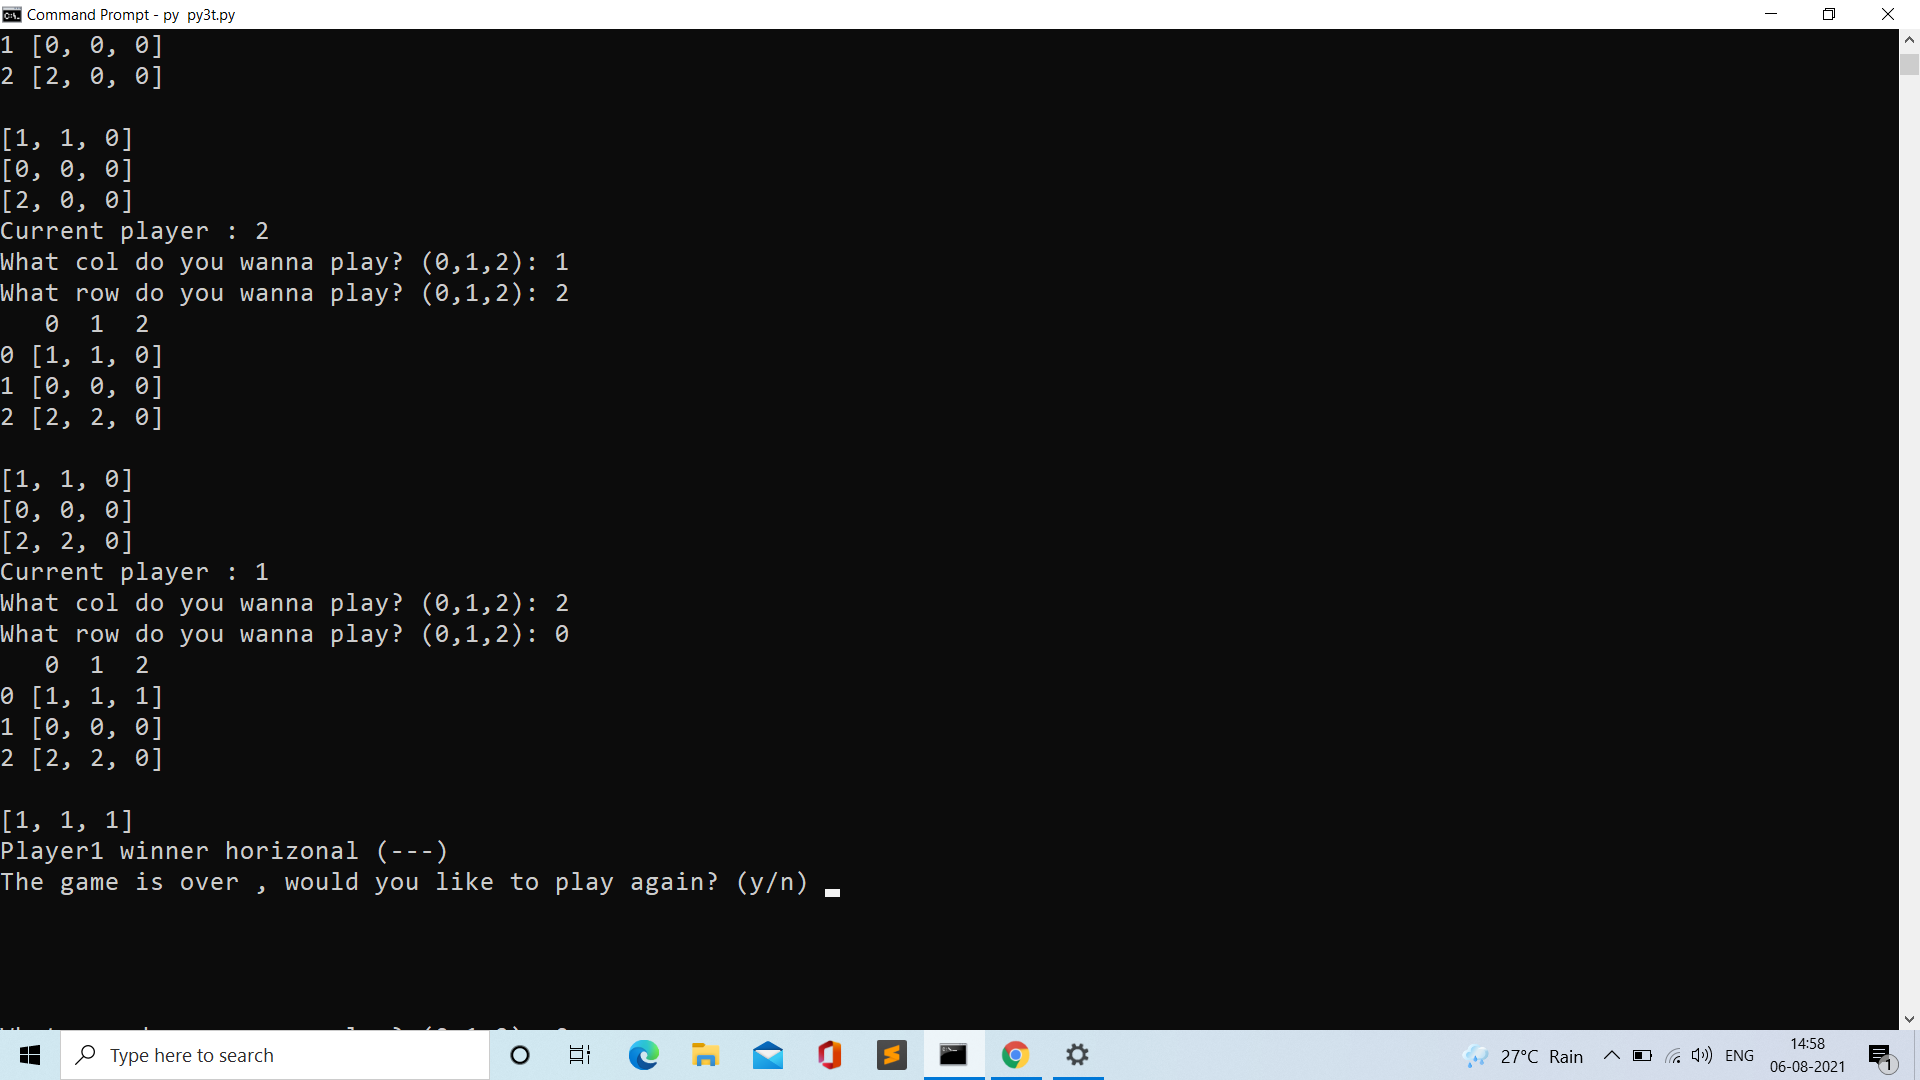 Command Prompt - py  py3t.py
1 [0, 0, 0]
2 [2, 0, 0]
[1, 1, 0]
[0, 0, 0]
[2, 0, 0]
Current player : 2
What col do you wanna play? (0,1,2): 1
What row do you wanna play? (0,1,2): 2
   0  1  2
0 [1, 1, 0]
1 [0, 0, 0]
2 [2, 2, 0]
[1, 1, 0]
[0, 0, 0]
[2, 2, 0]
Current player : 1
What col do you wanna play? (0,1,2): 2
What row do you wanna play? (0,1,2): 0
   0  1  2
0 [1, 1, 1]
1 [0, 0, 0]
2 [2, 2, 0]
[1, 1, 1]
Player1 winner horizonal (---)
The game is over , would you like to play again? (y/n)
Type here to search
27°C Rain
ENG
14:58
06-08-2021
1